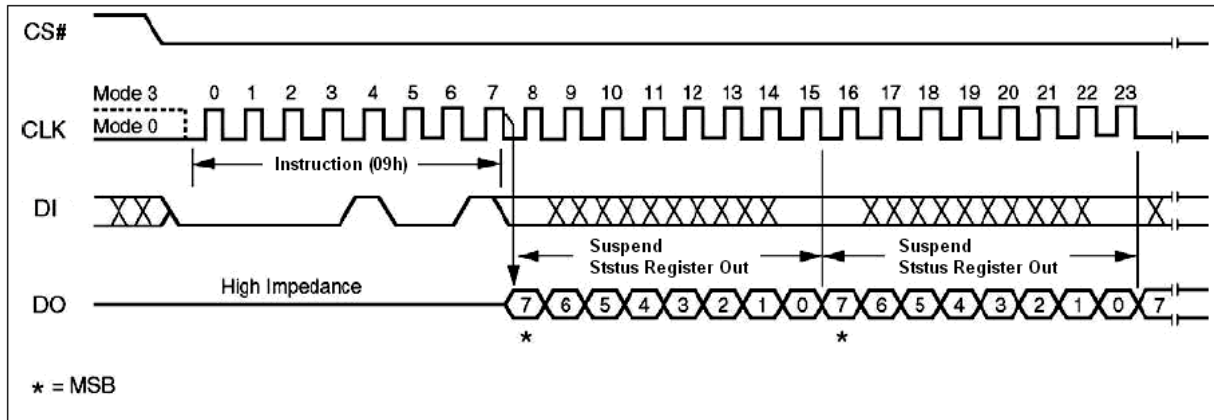 CS#
Mode 3
0 1 2 3 4 5 6 7 8 9 10 11 12 13 14 15 16 17 18 19 20 21 22 23
CLK
Mode 0
Instruction (09h)
DI
Suspend
Ststus Register Out
Suspend
Ststus Register Out
High Impedance
DO
7 6 5 4 3 2 1 0 7 6 5 4 3 2 1 0 7
* *
* = MSB